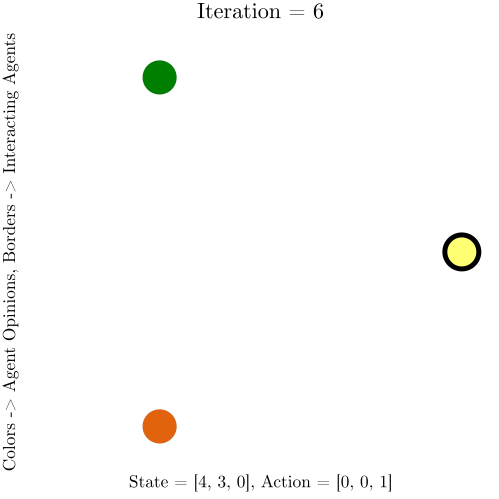 Iteration = 6
Colors -> Agent Opinions, Borders -> Interacting Agents
State = [4, 3, 0], Action = [0, 0, 1]